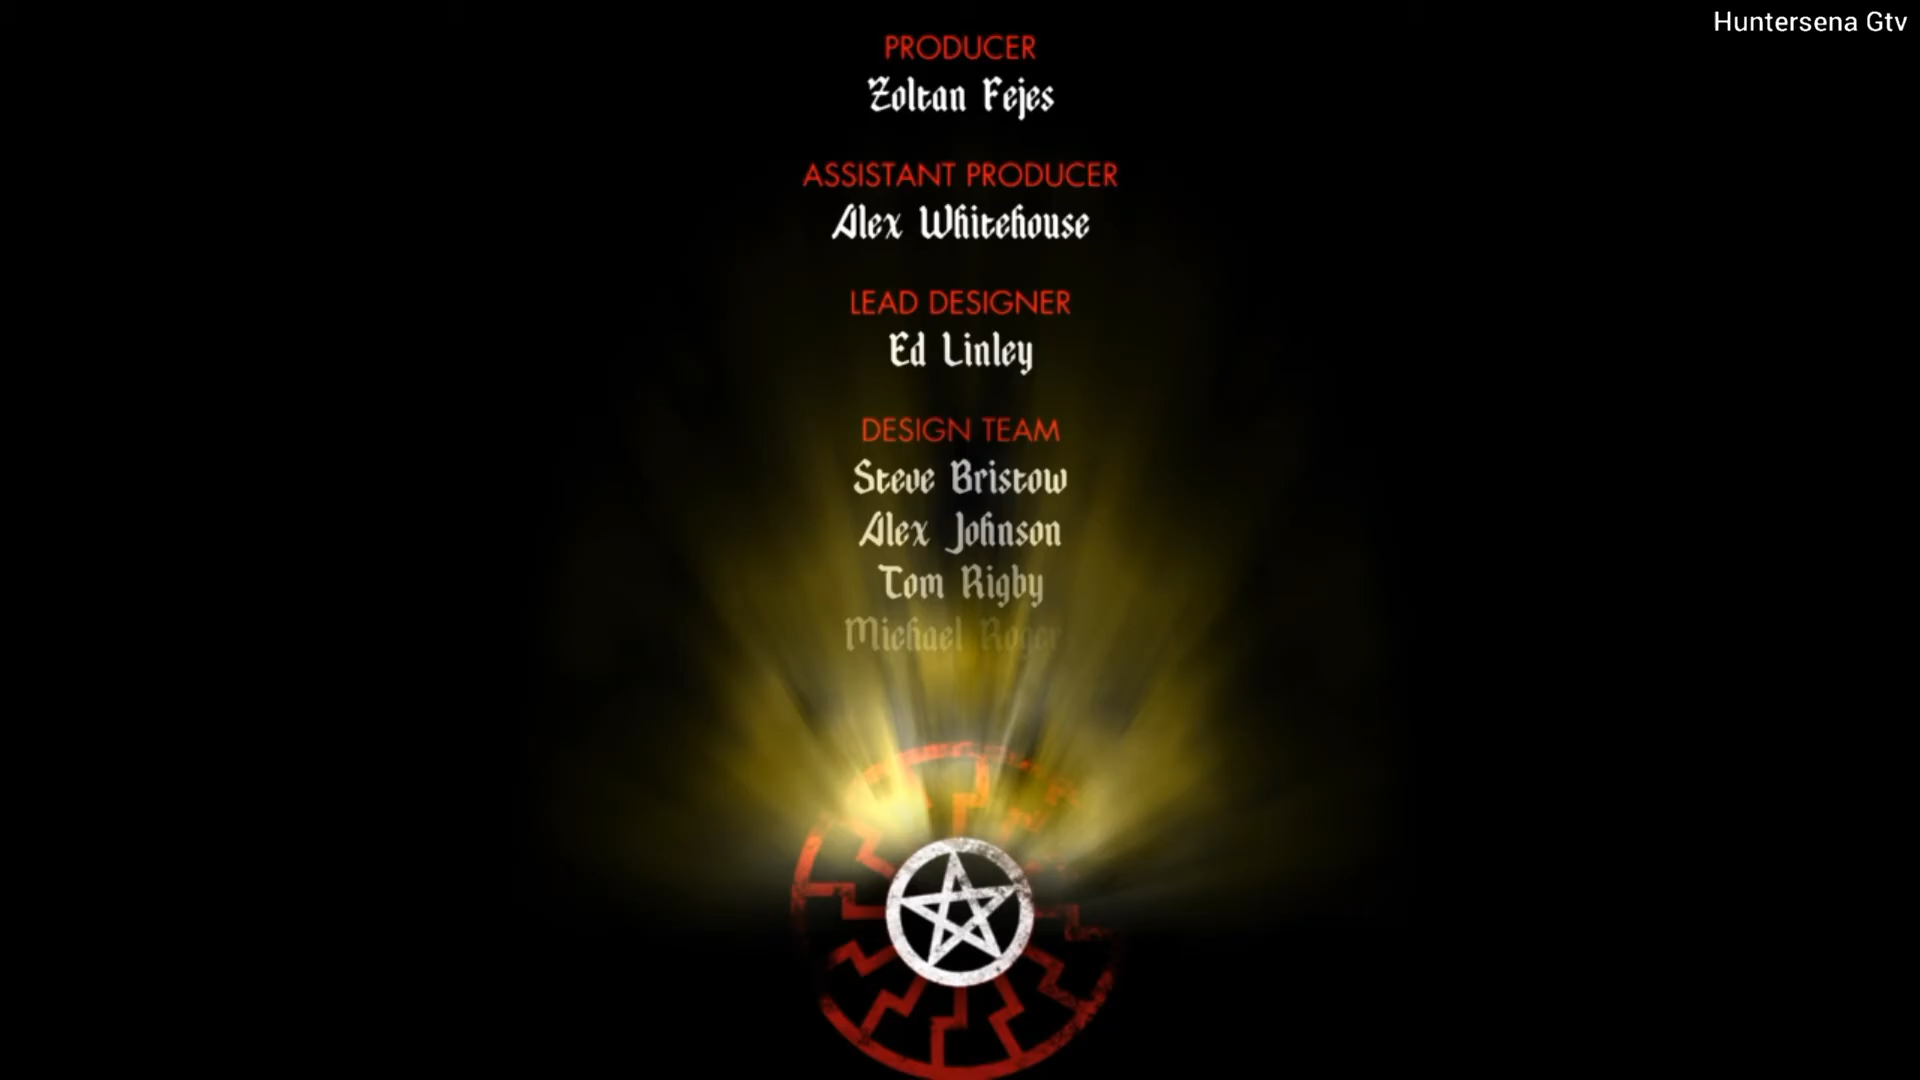 Huntersena Gtv
PRODUCER
Zoltan Fejes
ASSISTANT PRODUCER
Alex Whitehouse
LEAD DESIGNER
Ed Linley
DESIGN TEAM
Steve Bristow
Alex Johnson
Tom Rigby
Michael